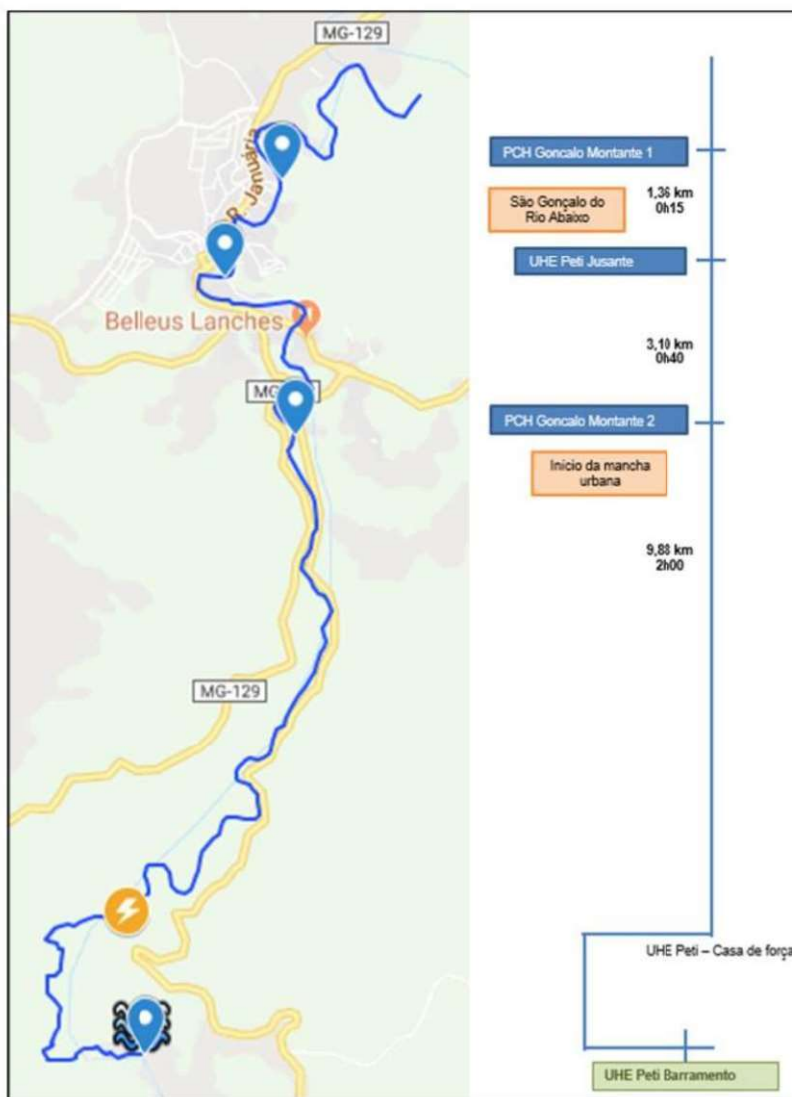 MG-129
R. Januária
Belleus Lanches
MG-129
PCH Goncalo Montante 1
1,36 km
0h15
São Gonçalo do
Rio Abaixo
UHE Peti Jusante
3,10 km
0h40
PCH Goncalo Montante 2
Início da mancha
urbana
9,88 km
2h00
UHE Peti – Casa de força
UHE Peti Barramento